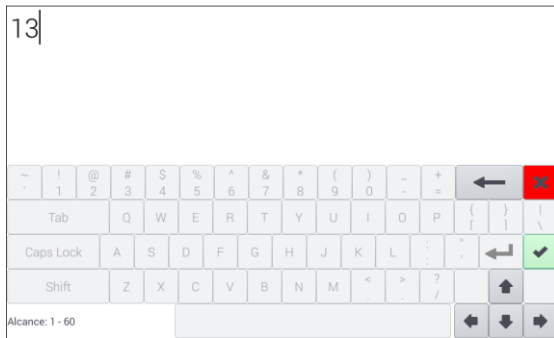 13
~ ! @ # $ % ^ & * ( ) _ +
` 1 2 3 4 5 6 7 8 9 0 - =
Tab Q W E R T Y U I O P { } |
[ ] \
Caps Lock A S D F G H J K L : "
; '
Shift Z X C V B N M < > ?
, . /
Alcance: 1 - 60